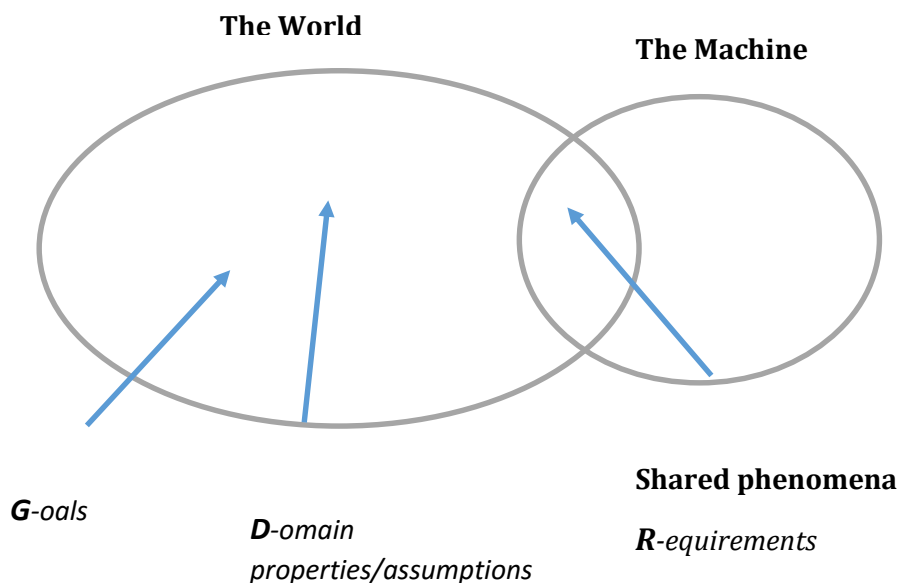 The World
The Machine
Shared phenomena
G-oals
D-omain
properties/assumptions
R-equirements